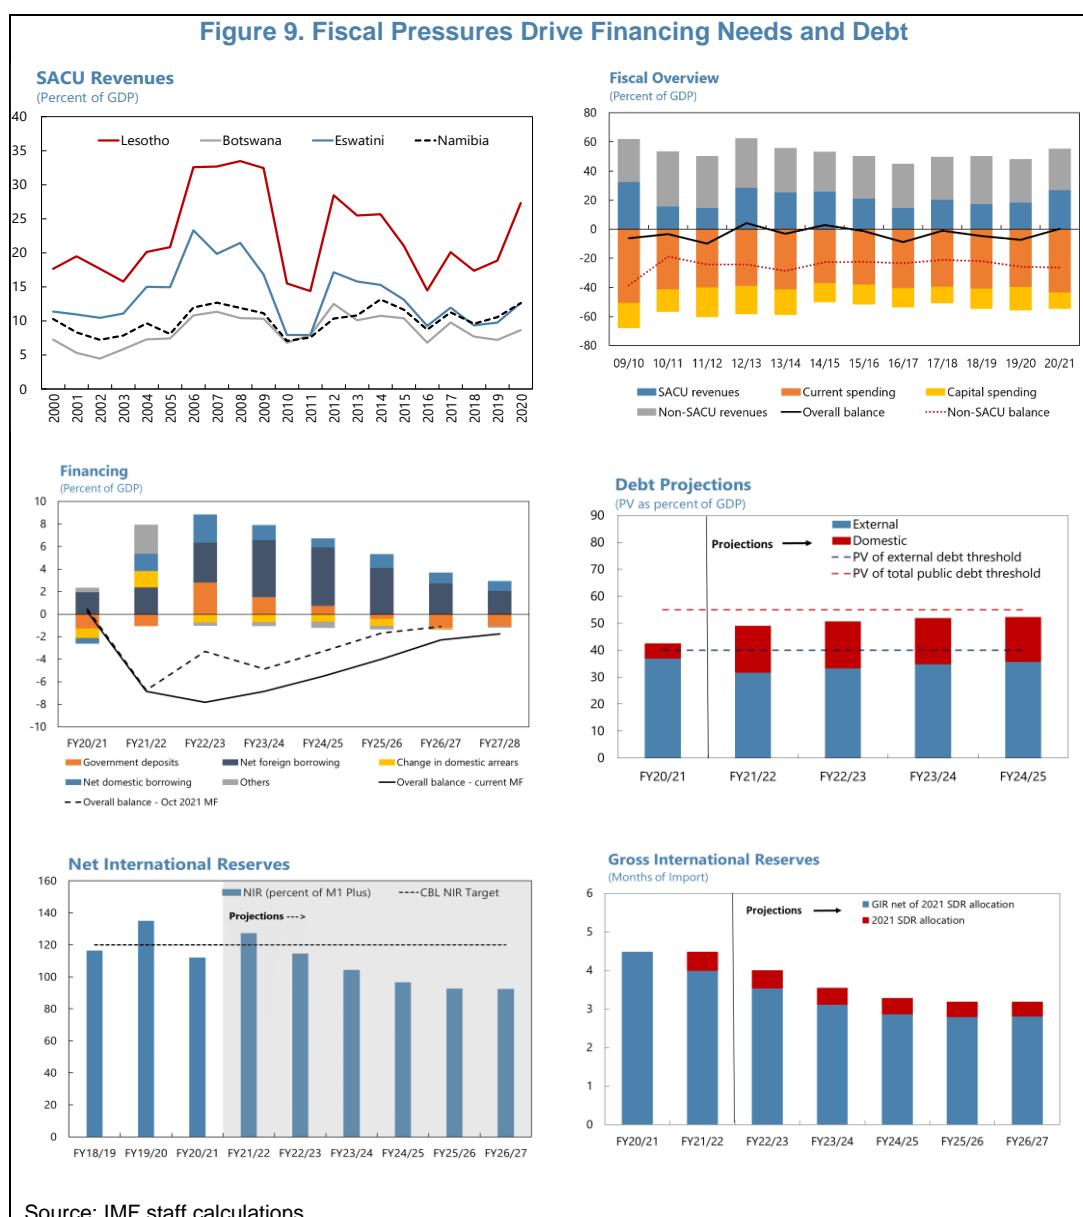 Figure 9. Fiscal Pressures Drive Financing Needs and Debt
SACU Revenues
(Percent of GDP)
40
35
30
25
20
15
10
5
0
Lesotho Botswana Eswatini Namibia
2000 2001 2002 2003 2004 2005 2006 2007 2008 2009 2010 2011 2012 2013 2014 2015 2016 2017 2018 2019 2020
Fiscal Overview
(Percent of GDP)
80
60
40
20
0
-20
-40
-60
-80
09/10 10/11 11/12 12/13 13/14 14/15 15/16 16/17 17/18 18/19 19/20 20/21
SACU revenues Current spending Capital spending
Non-SACU revenues Overall balance Non-SACU balance
Financing
(Percent of GDP)
10
8
6
4
2
0
-2
-4
-6
-8
-10
FY20/21 FY21/22 FY22/23 FY23/24 FY24/25 FY25/26 FY26/27 FY27/28
Government deposits Net foreign borrowing Change in domestic arrears
Net domestic borrowing Others Overall balance - current MF
Overall balance - Oct 2021 MF
Debt Projections
(PV as percent of GDP)
90
80
70
60
50
40
30
20
10
0
Projections
External
Domestic
PV of external debt threshold
PV of total public debt threshold
FY20/21 FY21/22 FY22/23 FY23/24 FY24/25
Net International Reserves
160
140
120
100
80
60
40
20
0
NIR (percent of M1 Plus) CBL NIR Target
Projections --->
FY18/19 FY19/20 FY20/21 FY21/22 FY22/23 FY23/24 FY24/25 FY25/26 FY26/27
Gross International Reserves
(Months of Import)
6
5
4
3
2
1
0
Projections
GIR net of 2021 SDR allocation
2021 SDR allocation
FY20/21 FY21/22 FY22/23 FY23/24 FY24/25 FY25/26 FY26/27
Source: IMF staff calculations